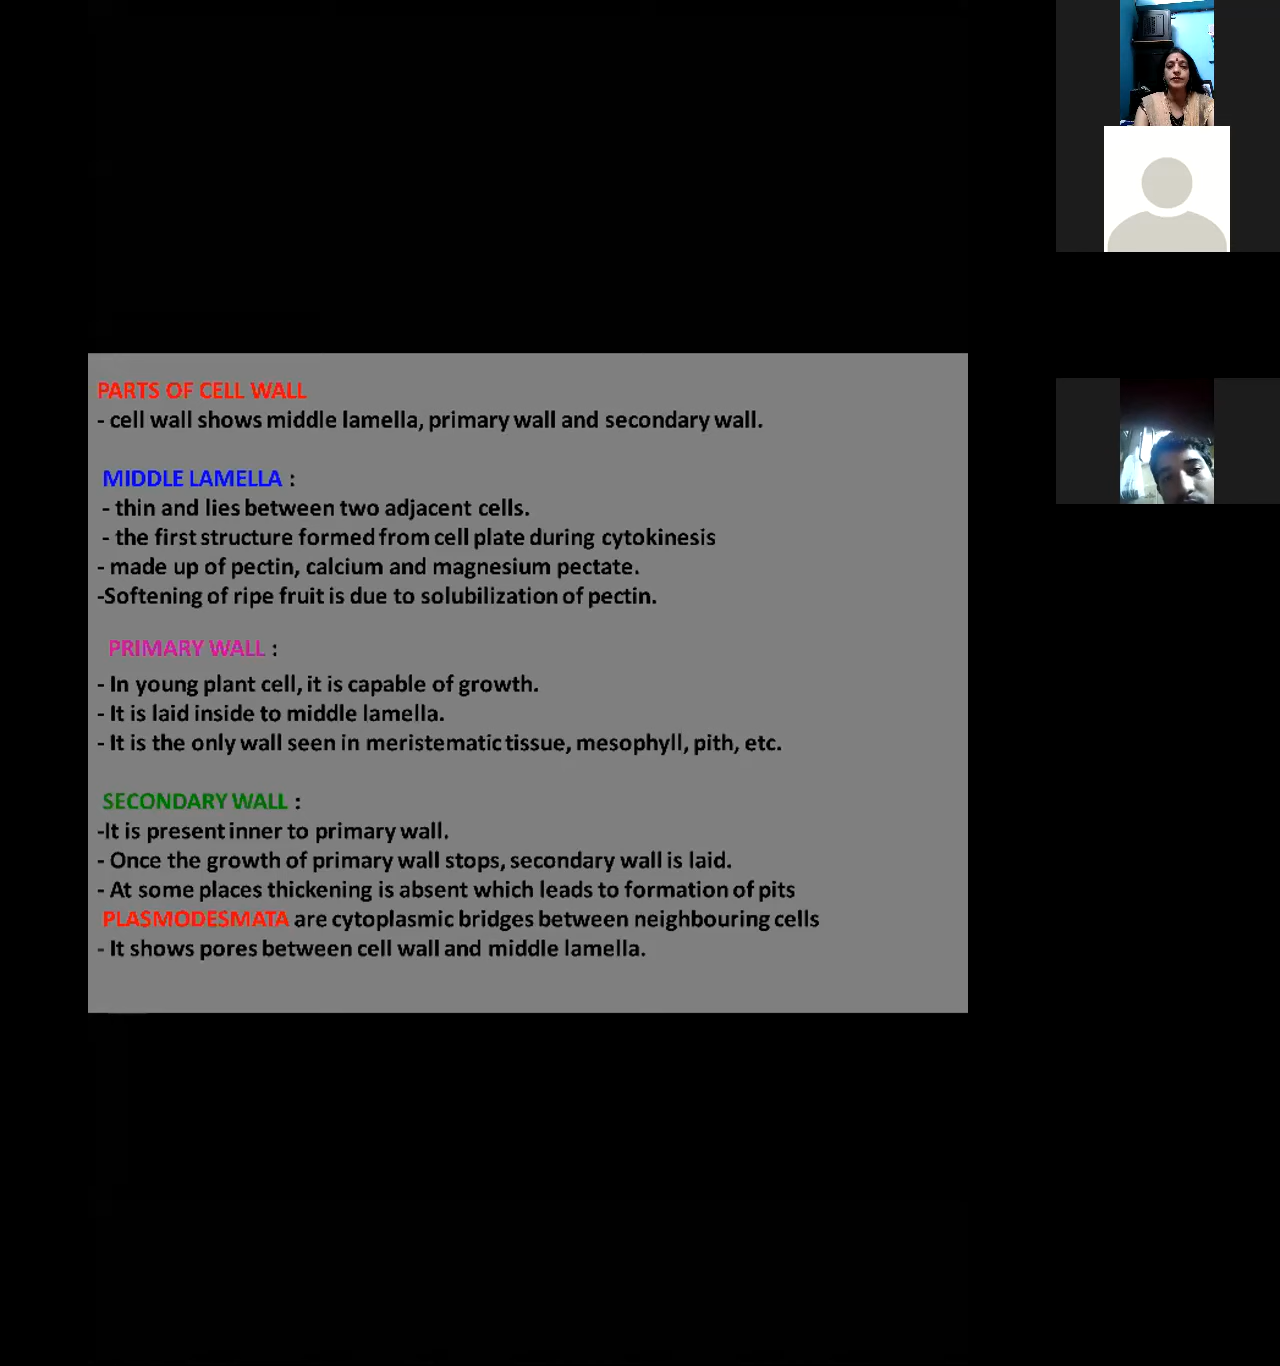 PARTS OF CELL WALL
- cell wall shows middle lamella, primary wall and secondary wall.
MIDDLE LAMELLA :
- thin and lies between two adjacent cells.
- the first structure formed from cell plate during cytokinesis
- made up of pectin, calcium and magnesium pectate.
-Softening of ripe fruit is due to solubilization of pectin.
PRIMARY WALL :
- In young plant cell, it is capable of growth.
- It is laid inside to middle lamella.
- It is the only wall seen in meristematic tissue, mesophyll, pith, etc.
SECONDARY WALL :
-It is present inner to primary wall.
- Once the growth of primary wall stops, secondary wall is laid.
- At some places thickening is absent which leads to formation of pits
PLASMODESMATA are cytoplasmic bridges between neighbouring cells
- It shows pores between cell wall and middle lamella.